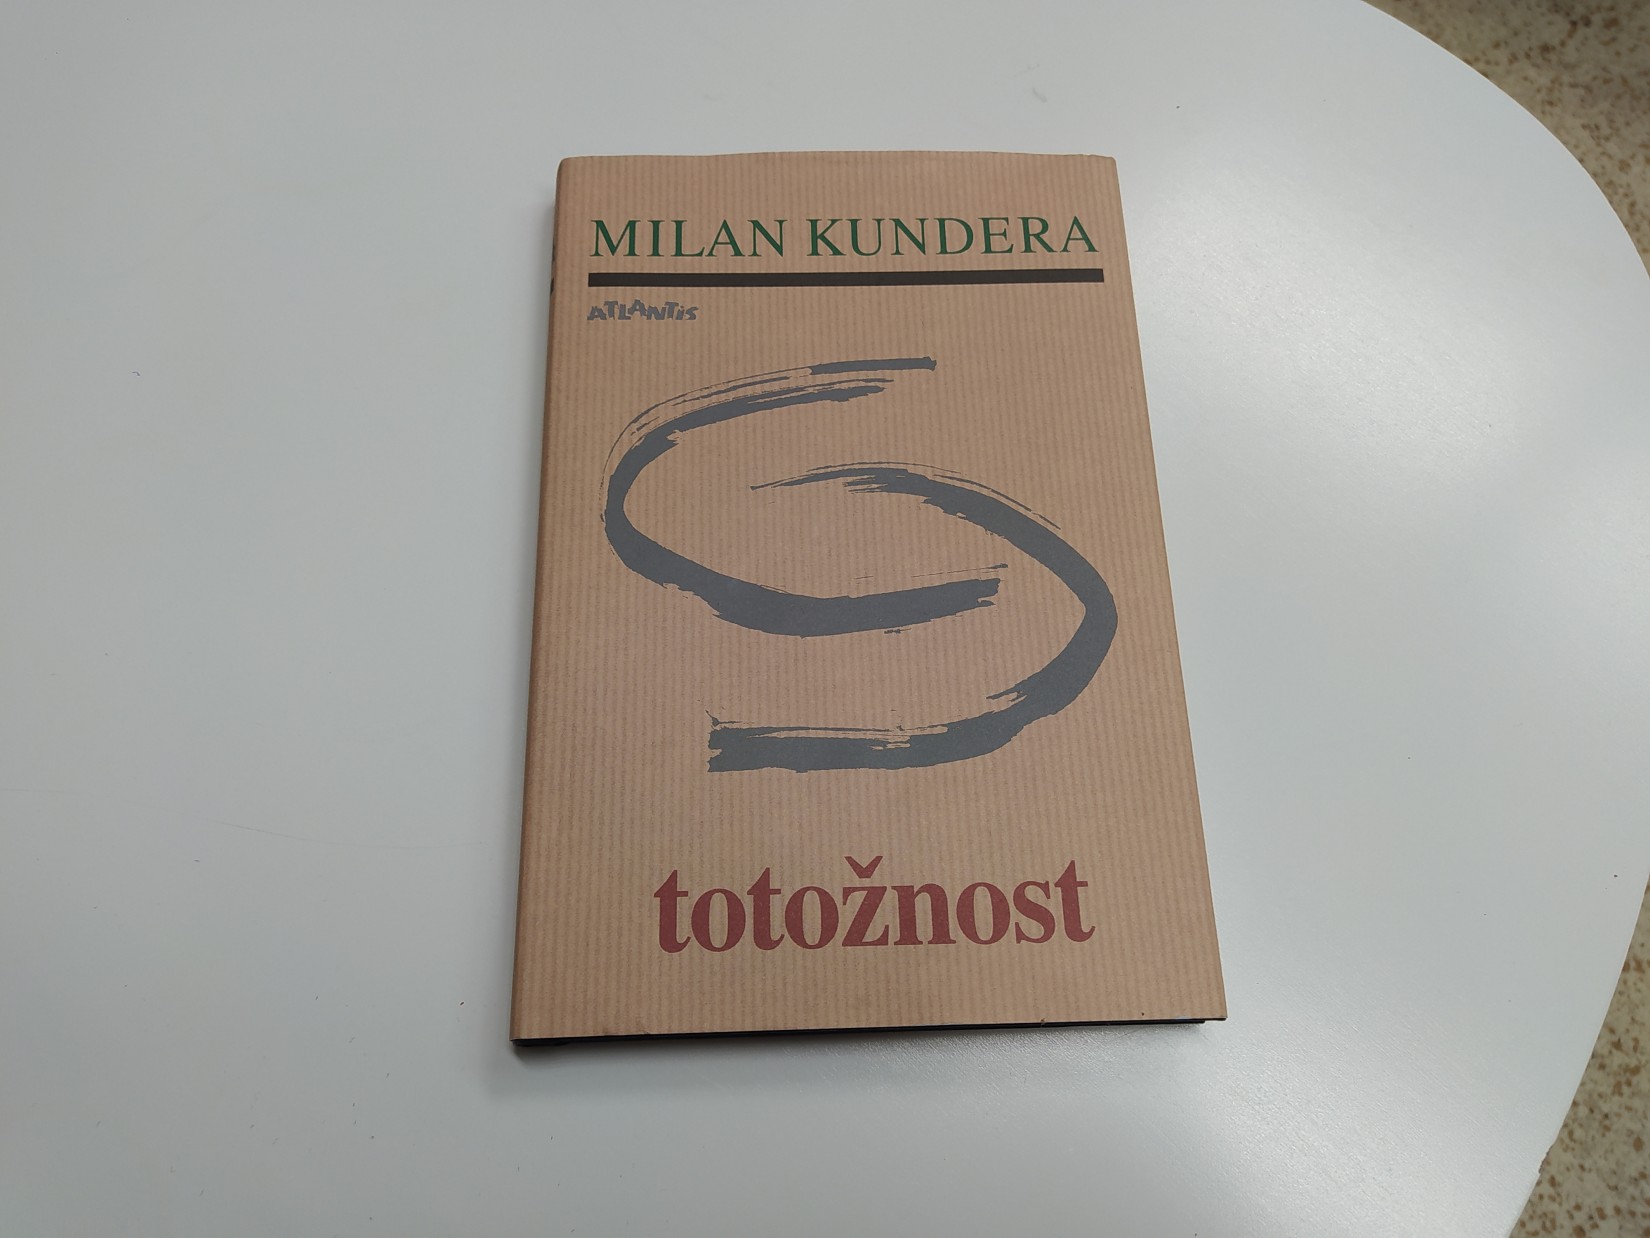 MILAN KUNDERA
ATLANTIS
totožnost